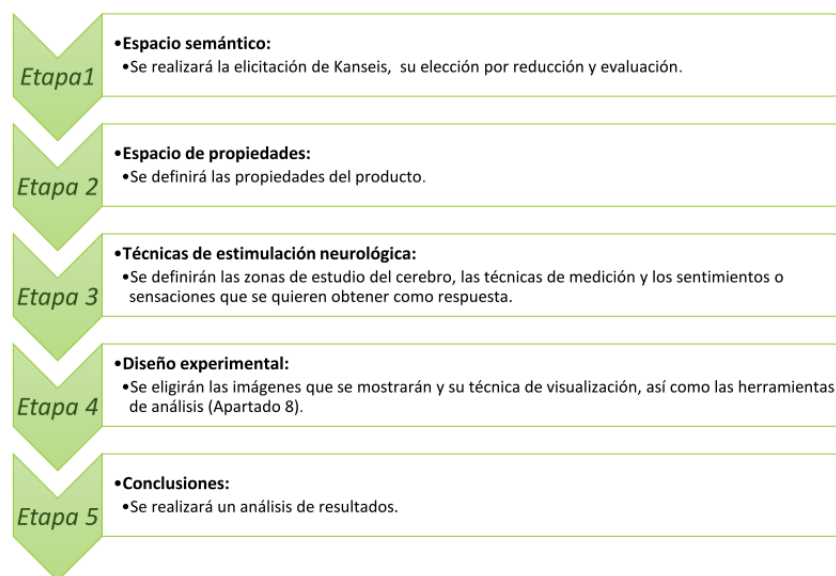 Etapa1
•Espacio semántico:
•Se realizará la elicitación de Kanseis, su elección por reducción y evaluación.
Etapa 2
•Espacio de propiedades:
•Se definirá las propiedades del producto.
Etapa 3
•Técnicas de estimulación neurológica:
•Se definirán las zonas de estudio del cerebro, las técnicas de medición y los sentimientos o
sensaciones que se quieren obtener como respuesta.
Etapa 4
•Diseño experimental:
•Se eligirán las imágenes que se mostrarán y su técnica de visualización, así como las herramientas
de análisis (Apartado 8).
Etapa 5
•Conclusiones:
•Se realizará un análisis de resultados.